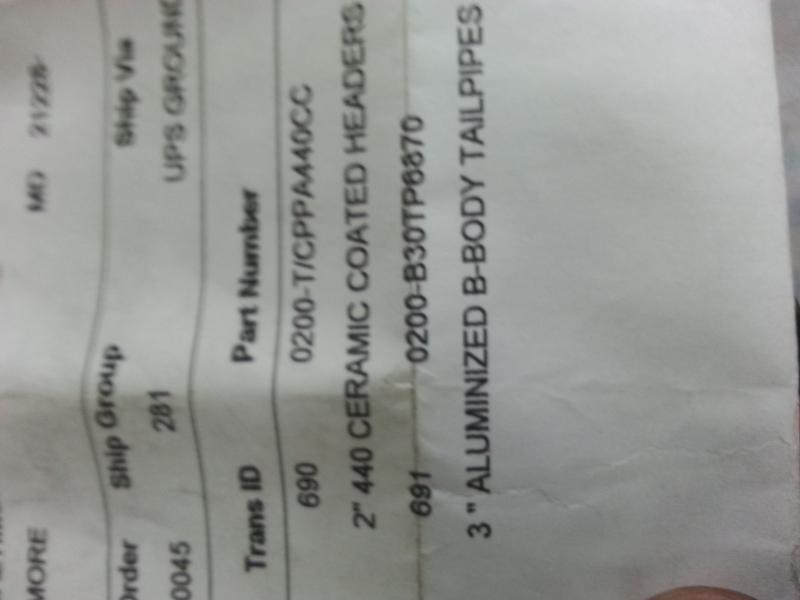 MORE MD 21228-
Order Ship Group Ship Via
0045 281 UPS GROUND
Trans ID Part Number
690 0200-T/CPPA440CC
2" 440 CERAMIC COATED HEADERS
691 0200-B30TP6870
3 " ALUMINIZED B-BODY TAILPIPES